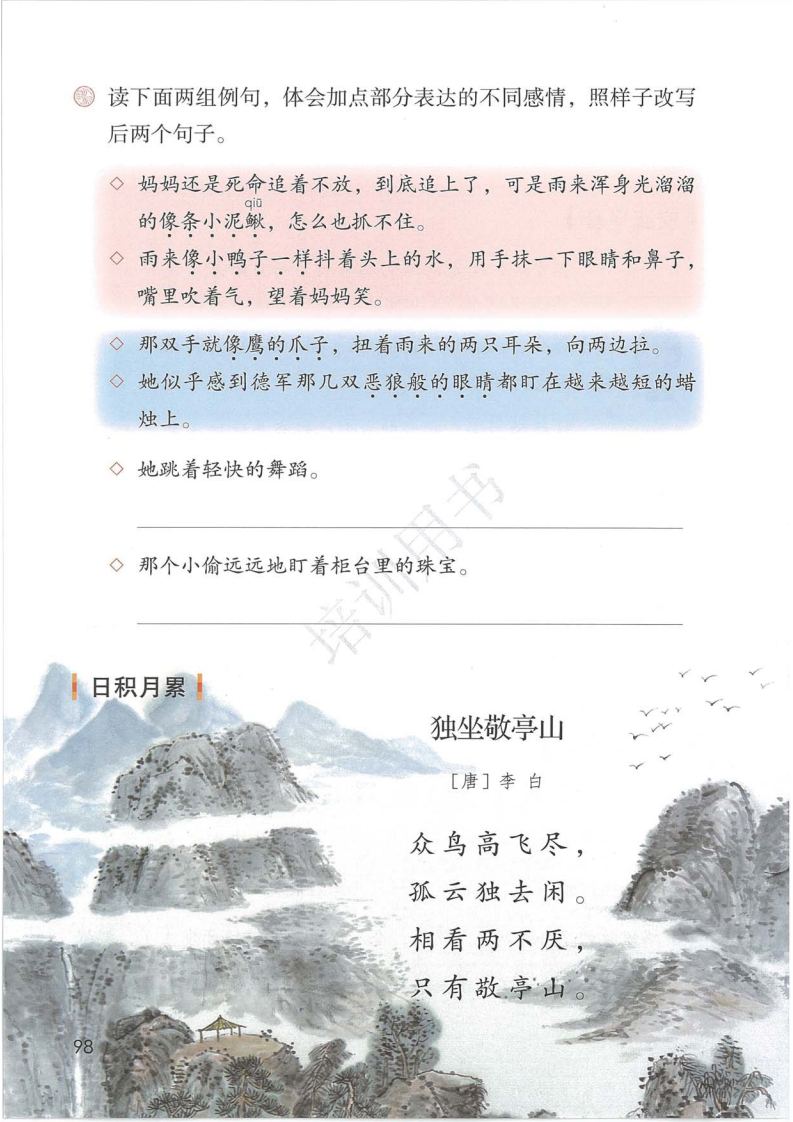 读下面两组例句，体会加点部分表达的不同感情，照样子改写
后两个句子。
◇ 妈妈还是死命追着不放，到底追上了，可是雨来浑身光溜溜
qiū
的像条小泥鳅，怎么也抓不住。
◇ 雨来像小鸭子一样抖着头上的水，用手抹一下眼睛和鼻子，
嘴里吹着气，望着妈妈笑。
◇ 那双手就像鹰的爪子，扭着雨来的两只耳朵，向两边拉。
◇ 她似乎感到德军那几双恶狼般的眼睛都盯在越来越短的蜡
烛上。
◇ 她跳着轻快的舞蹈。
◇ 那个小偷远远地盯着柜台里的珠宝。
培训用书
日积月累
独坐敬亭山
［唐］李 白
众鸟高飞尽，
孤云独去闲。
相看两不厌，
只有敬亭山。
98